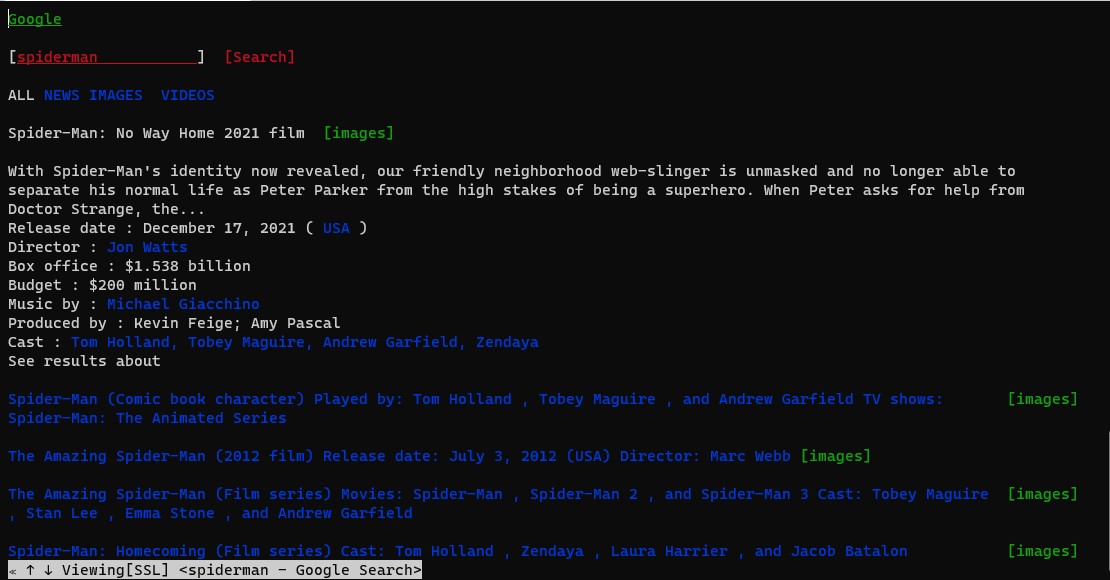 Google
[spiderman____________] [Search]
ALL NEWS IMAGES VIDEOS
Spider-Man: No Way Home 2021 film [images]
With Spider-Man's identity now revealed, our friendly neighborhood web-slinger is unmasked and no longer able to
separate his normal life as Peter Parker from the high stakes of being a superhero. When Peter asks for help from
Doctor Strange, the...
Release date : December 17, 2021 ( USA )
Director : Jon Watts
Box office : $1.538 billion
Budget : $200 million
Music by : Michael Giacchino
Produced by : Kevin Feige; Amy Pascal
Cast : Tom Holland, Tobey Maguire, Andrew Garfield, Zendaya
See results about
Spider-Man (Comic book character) Played by: Tom Holland , Tobey Maguire , and Andrew Garfield TV shows: [images]
Spider-Man: The Animated Series
The Amazing Spider-Man (2012 film) Release date: July 3, 2012 (USA) Director: Marc Webb [images]
The Amazing Spider-Man (Film series) Movies: Spider-Man , Spider-Man 2 , and Spider-Man 3 Cast: Tobey Maguire [images]
, Stan Lee , Emma Stone , and Andrew Garfield
Spider-Man: Homecoming (Film series) Cast: Tom Holland , Zendaya , Laura Harrier , and Jacob Batalon [images]
« ↑ ↓ Viewing[SSL] <spiderman - Google Search>